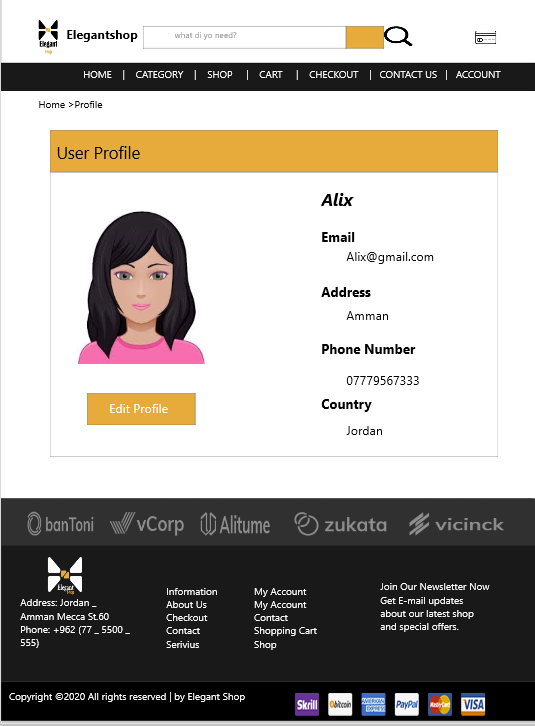 Elegant
Shop
Elegantshop
what di yo need?
HOME | CATEGORY | SHOP | CART | CHECKOUT | CONTACT US | ACCOUNT
Home >Profile
User Profile
Alix
Email
Alix@gmail.com
Address
Amman
Phone Number
07779567333
Country
Jordan
Edit Profile
banToni
vCorp
Alitume
zukata
vicinck
Elegant
Shop
Address: Jordan _
Amman Mecca St.60
Phone: +962 (77 _ 5500 _
555)
Information
About Us
Checkout
Contact
Serivius
My Account
My Account
Contact
Shopping Cart
Shop
Join Our Newsletter Now
Get E-mail updates
about our latest shop
and special offers.
Copyright ©2020 All rights reserved | by Elegant Shop
Skrill
bitcoin
AMERICAN EXPRESS
PayPal
MasterCard
VISA